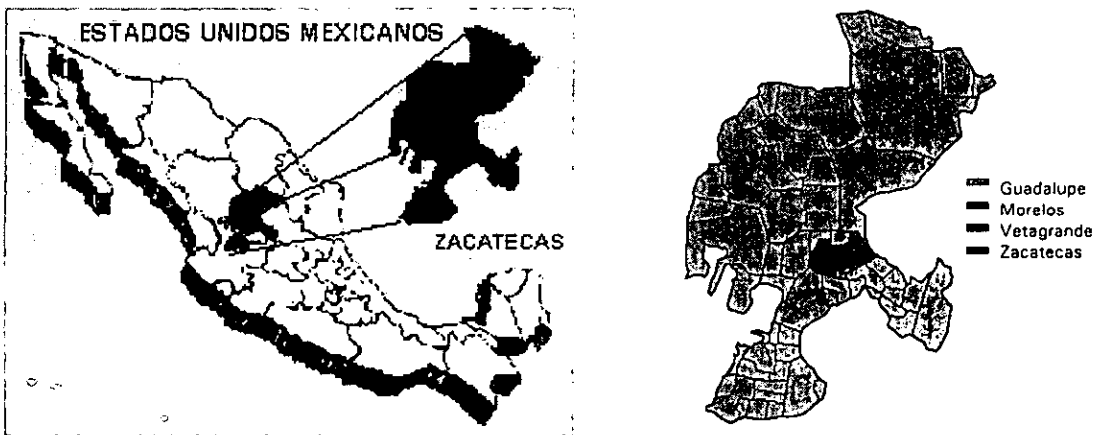 ESTADOS UNIDOS MEXICANOS
ZACATECAS
Guadalupe
Morelos
Vetagrande
Zacatecas